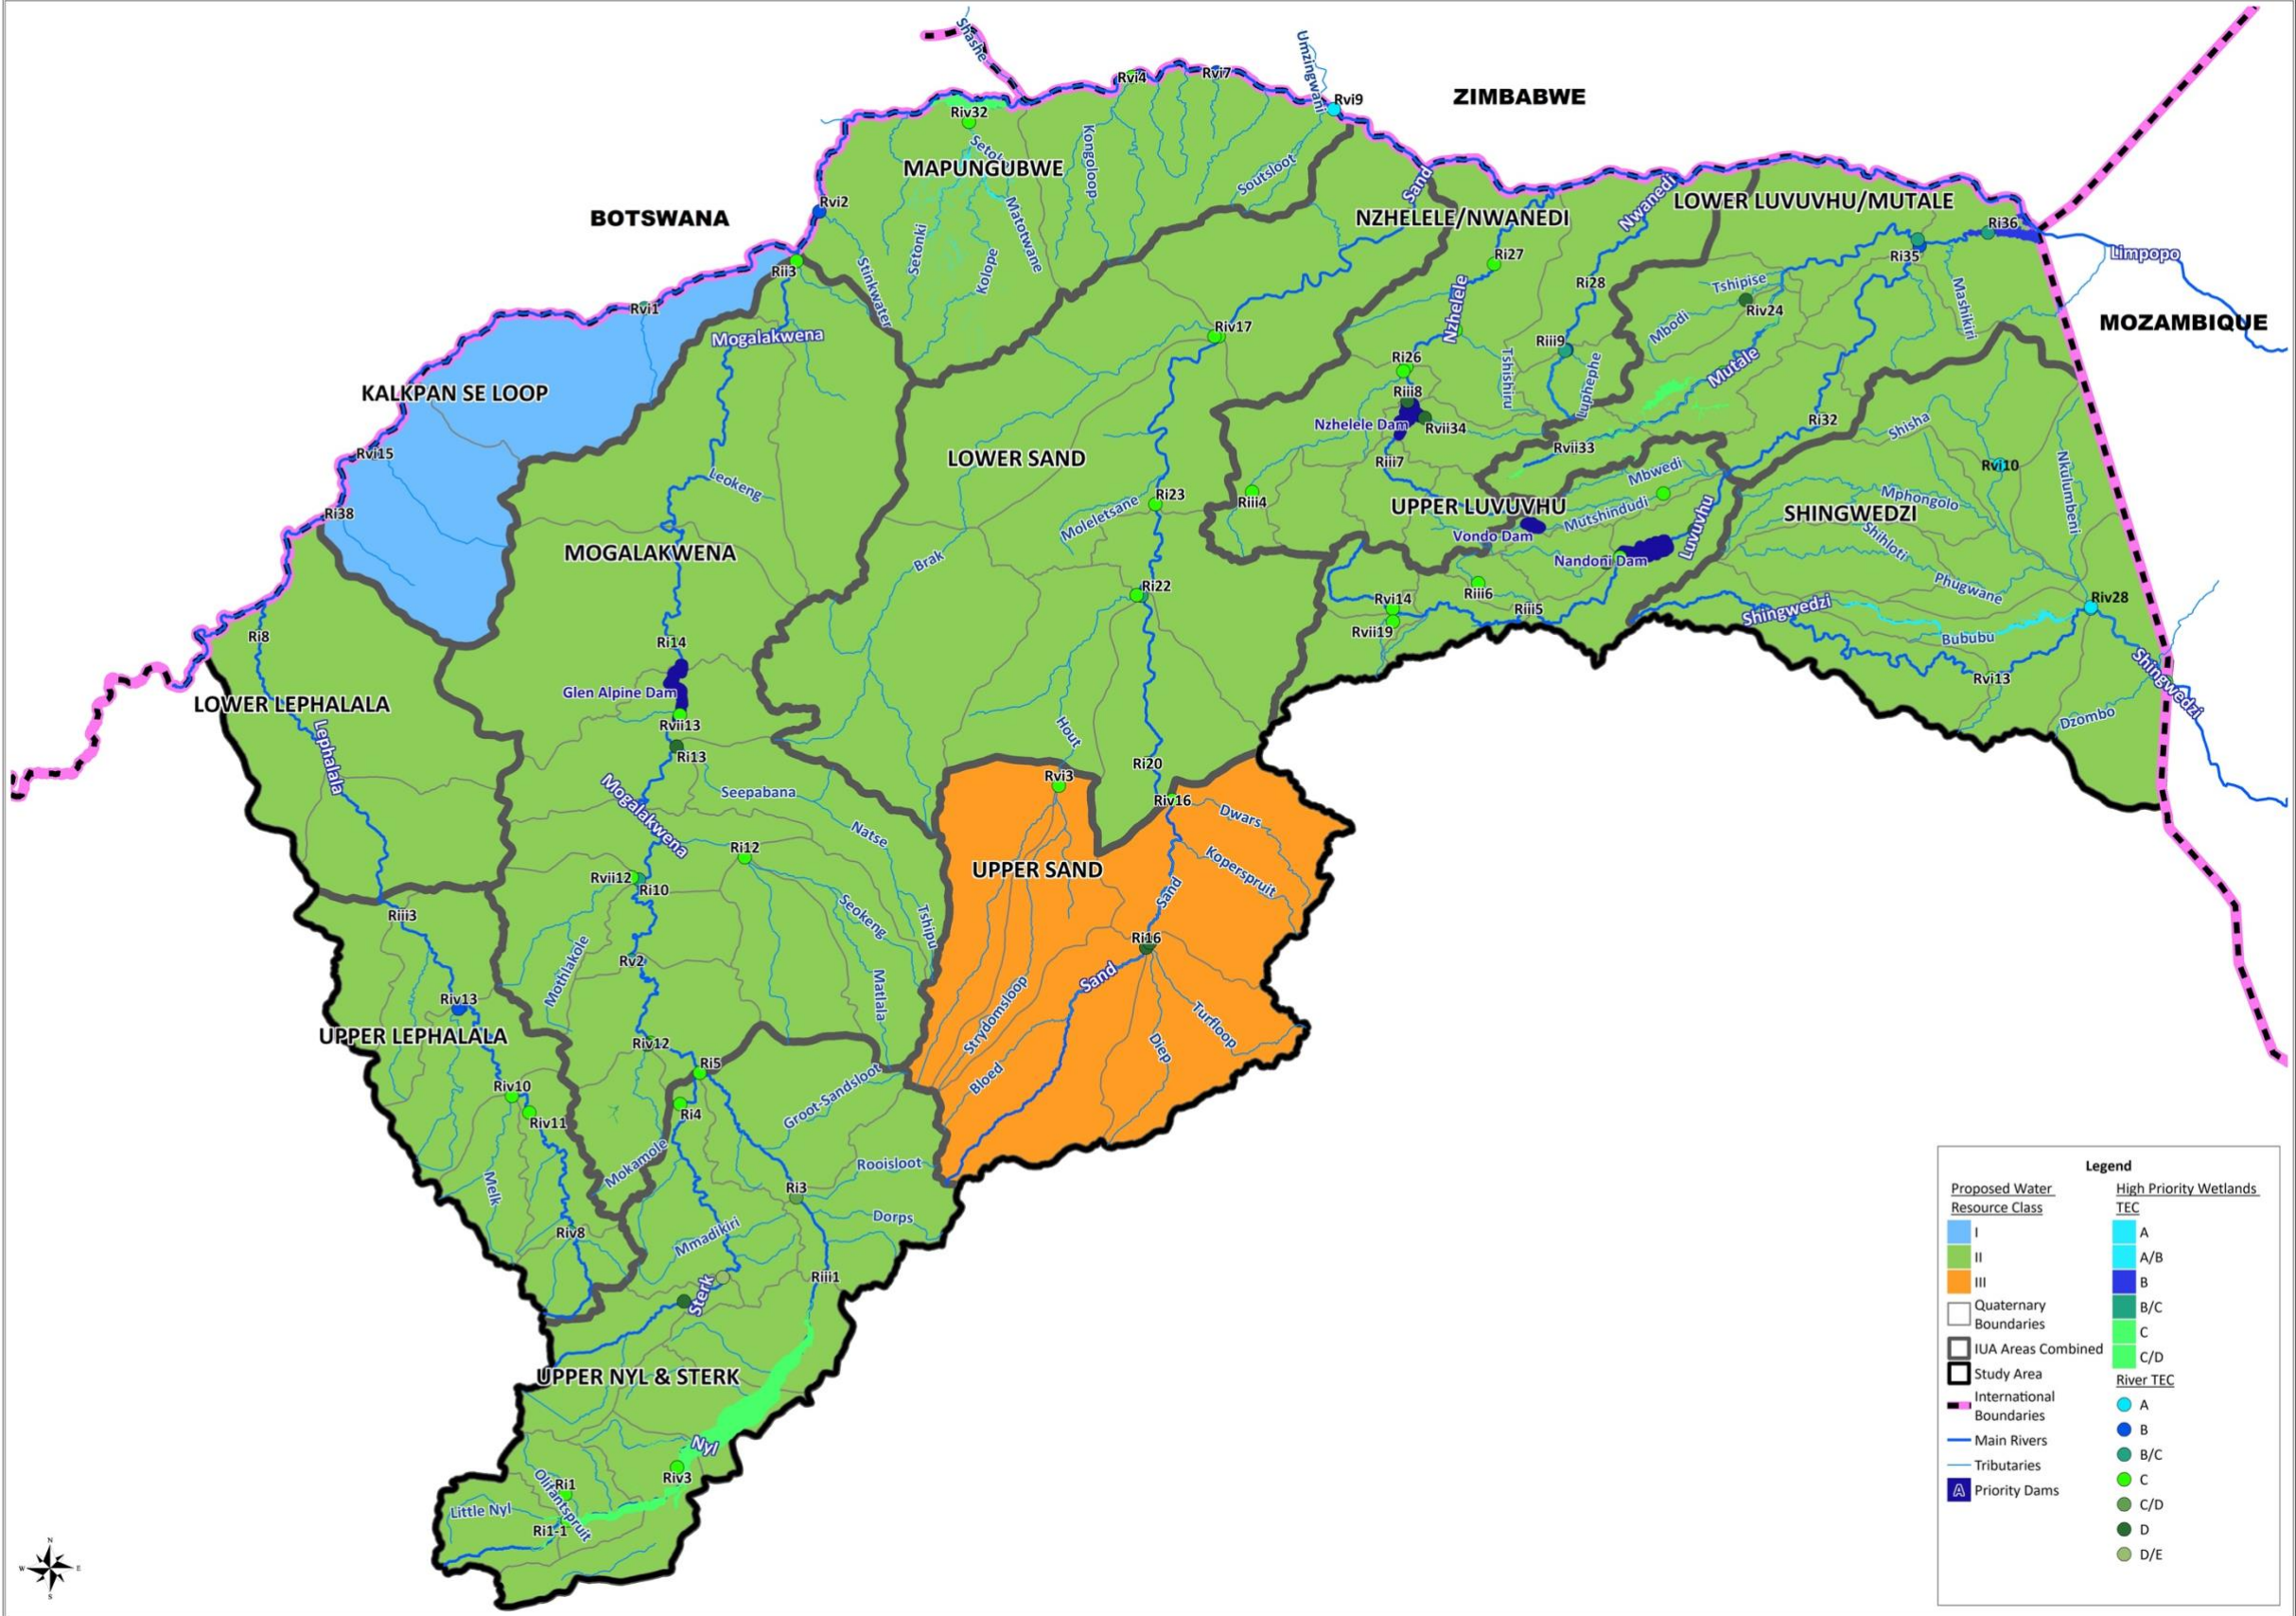 Shashe
Umzingwani
Rvi4
Rvi7
Rvi9
ZIMBABWE
Riv32
Kongoloop
MAPUNGUBWE
Soutsloot
Sand
Nwanedi
LOWER LUVUVHU/MUTALE
Rvi2
BOTSWANA
Matotwane
NZHELELE/NWANEDI
Ri36
Setonki
Kolope
Ri27
Ri35
Limpopo
Rii3
Stinkwater
Ri28
Tshipise
Mashikiri
Rvi1
Nzhelele
Riv24
MOZAMBIQUE
Mogalakwena
Riv17
Mbodi
Riii9
KALKPAN SE LOOP
Ri26
Tshishiru
Luphephe
Mutale
Riii8
Nzhelele Dam
Rvii34
Ri32
Shisha
Rvi15
LOWER SAND
Riii7
Rvii33
Rvi10
Leokeng
Mbwedi
Nkulumbeni
Ri23
Riii4
UPPER LUVUVHU
Mphongolo
Ri38
Moleletsane
Mutshindudi
Luvuvhu
SHINGWEDZI
MOGALAKWENA
Vondo Dam
Shihloti
Brak
Nandoni Dam
Ri22
Riii6
Phugwane
Rvi14
Riii5
Riv28
Ri8
Rvii19
Shingwedzi
Bububu
Ri14
Glen Alpine Dam
Rvi13
Shingwedzi
LOWER LEPHALALA
Rvii13
Dzombo
Lephalala
Hout
Ri13
Ri20
Mogalakwena
Seepabana
Rvi3
Riv16
Natse
Dwars
Ri12
UPPER SAND
Koperspruit
Rvii12
Ri10
Sand
Riii3
Seokeng
Tshipu
Ri16
Mothlakole
Rv2
Sand
Riv13
Matlala
Strydomsloop
Turfloop
UPPER LEPHALALA
Riv12
Diep
Ri5
Bloed
Riv10
Groot-Sandsloot
Riv11
Ri4
Mokamole
Rooisloot
Melk
Ri3
Dorps
Riv8
Mmadikiri
Riii1
Sterk
UPPER NYL & STERK
Nyl
Riv3
Ri1
Olifantspruit
Little Nyl
Ri1-1
N
W
E
S
Legend
Proposed Water
Resource Class
I
II
III
Quaternary
Boundaries
IUA Areas Combined
Study Area
International
Boundaries
Main Rivers
Tributaries
A Priority Dams
High Priority Wetlands
TEC
A
A/B
B
B/C
C
C/D
River TEC
A
B
B/C
C
C/D
D
D/E